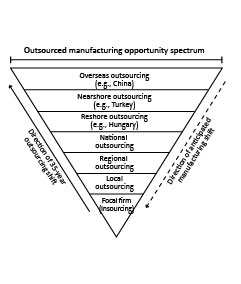 Outsourced manufacturing opportunity spectrum
Overseas outsourcing
(e.g., China)
Nearshore outsourcing
(e.g., Turkey)
Reshore outsourcing
(e.g., Hungary)
National
outsourcing
Regional
outsourcing
Local
outsourcing
Focal firm
(insourcing)
Direction of 35-year
outsourcing shift
Direction of anticipated
manufacturing shift